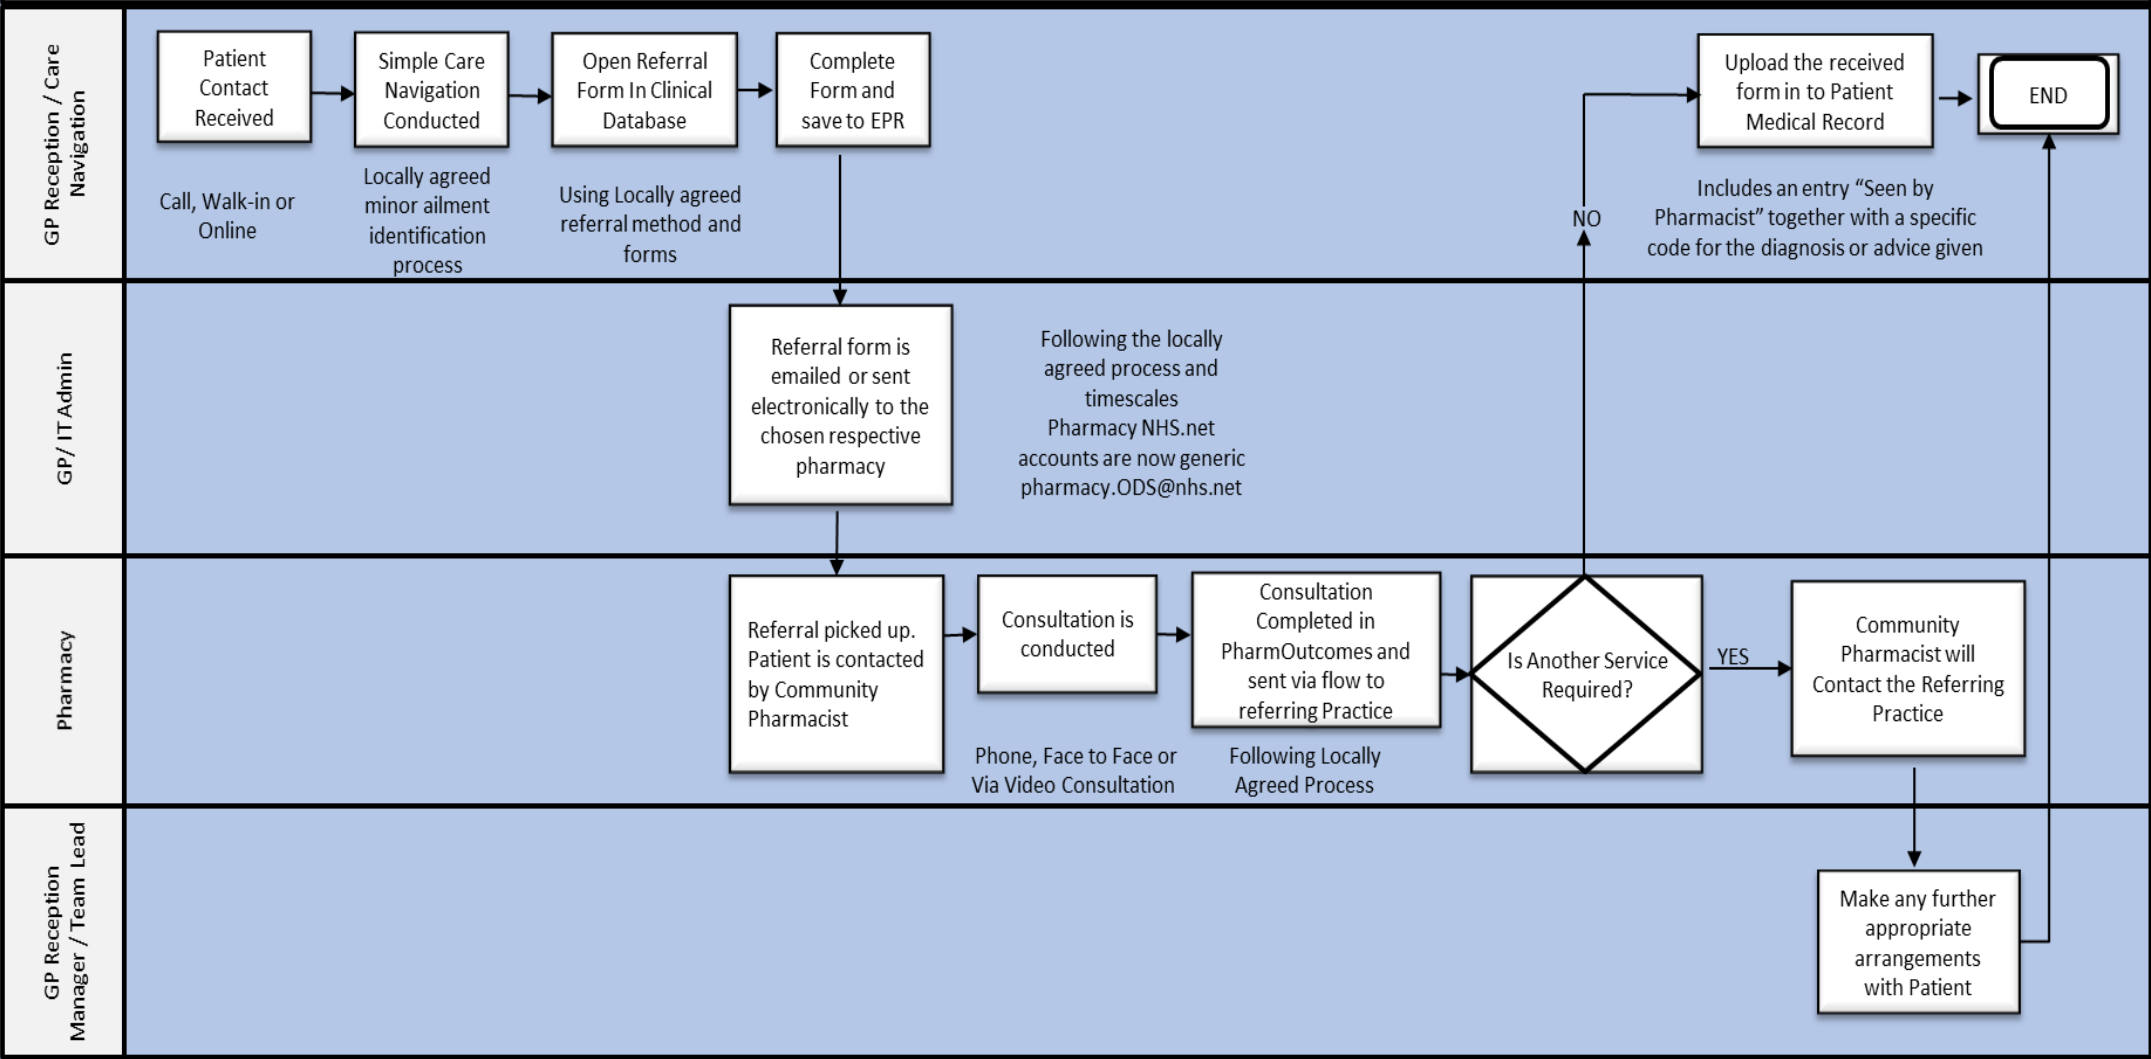 GP Reception / Care
Navigation
Patient
Contact
Received
Call, Walk-in or
Online
Simple Care
Navigation
Conducted
Locally agreed
minor ailment
identification
process
Open Referral
Form In Clinical
Database
Using Locally agreed
referral method and
forms
Complete
Form and
save to EPR
NO
Upload the received
form in to Patient
Medical Record
Includes an entry “Seen by
Pharmacist” together with a specific
code for the diagnosis or advice given
END
GP/ IT Admin
Referral form is
emailed or sent
electronically to the
chosen respective
pharmacy
Following the locally
agreed process and
timescales
Pharmacy NHS.net
accounts are now generic
pharmacy.ODS@nhs.net
Pharmacy
Referral picked up.
Patient is contacted
by Community
Pharmacist
Consultation is
conducted
Phone, Face to Face or
Via Video Consultation
Consultation
Completed in
PharmOutcomes and
sent via flow to
referring Practice
Following Locally
Agreed Process
Is Another Service
Required?
YES
Community
Pharmacist will
Contact the Referring
Practice
GP Reception
Manager / Team Lead
Make any further
appropriate
arrangements
with Patient